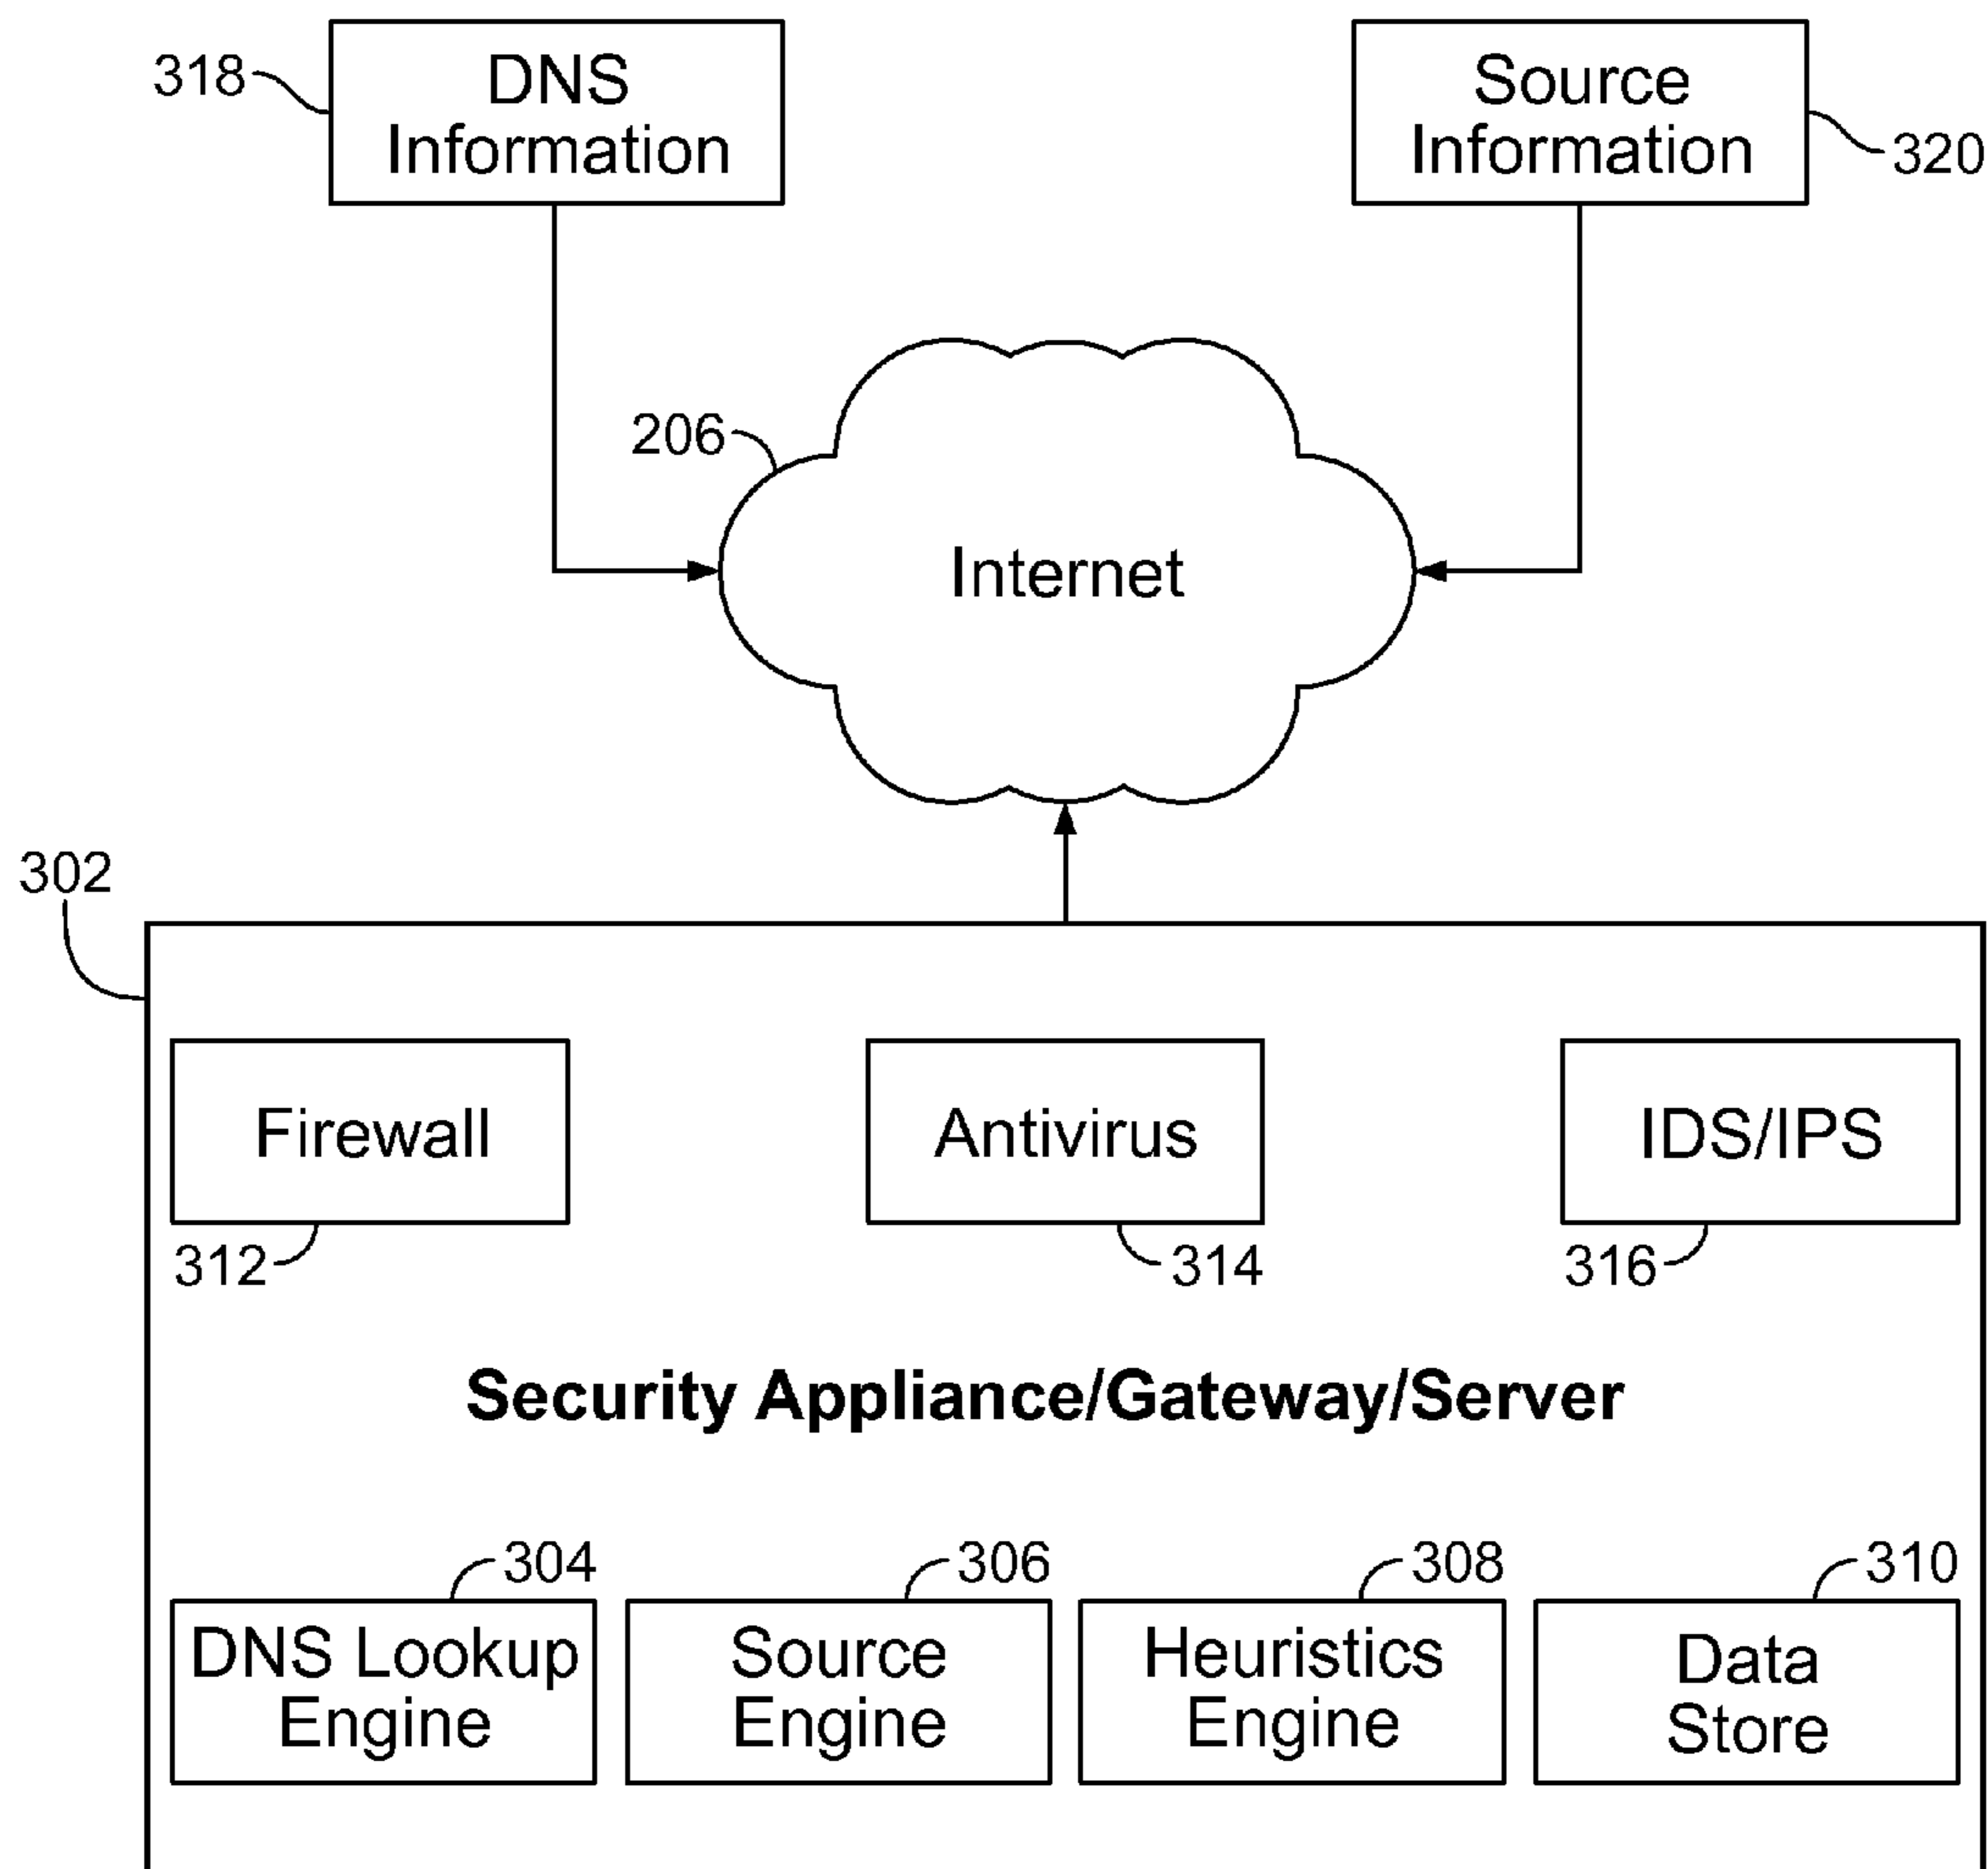 318
DNS
Information
Source
Information
320
206
Internet
302
Firewall
Antivirus
IDS/IPS
312
314
316
Security Appliance/Gateway/Server
304
306
308
310
DNS Lookup
Engine
Source
Engine
Heuristics
Engine
Data
Store